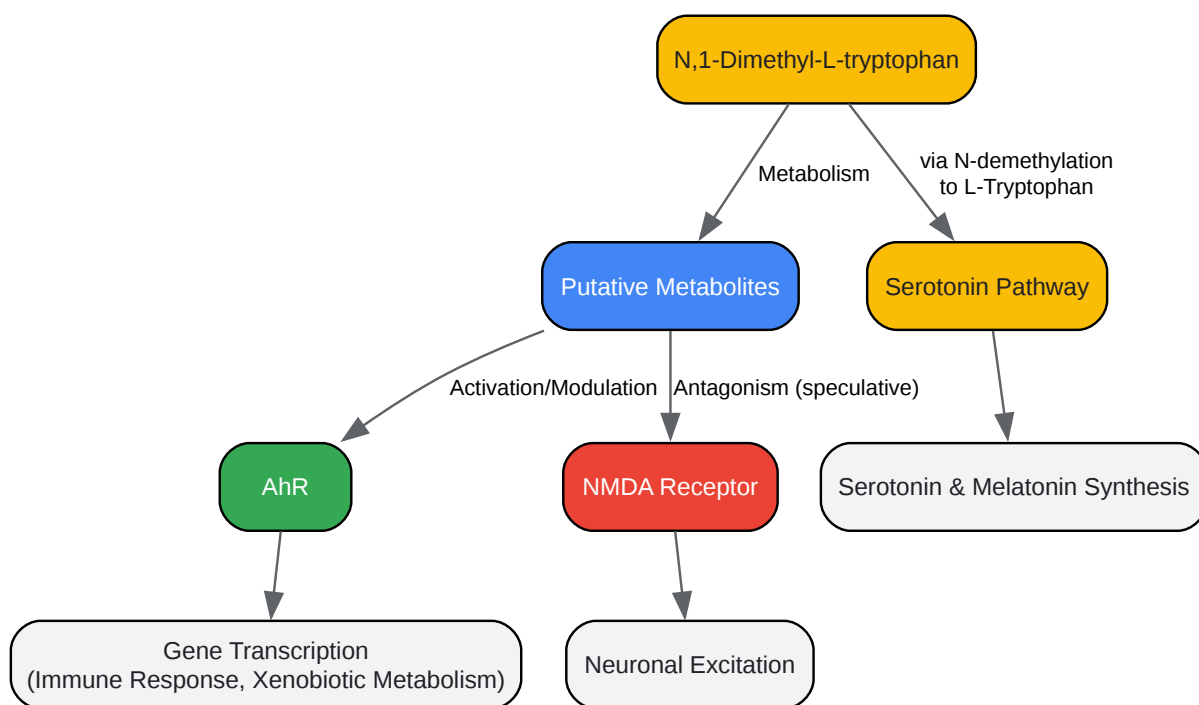 N,1-Dimethyl-L-tryptophan
Metabolism
via N-demethylation
to L-Tryptophan
Putative Metabolites
Serotonin Pathway
Activation/Modulation
Antagonism (speculative)
AhR
NMDA Receptor
Serotonin & Melatonin Synthesis
Gene Transcription
(Immune Response, Xenobiotic Metabolism)
Neuronal Excitation